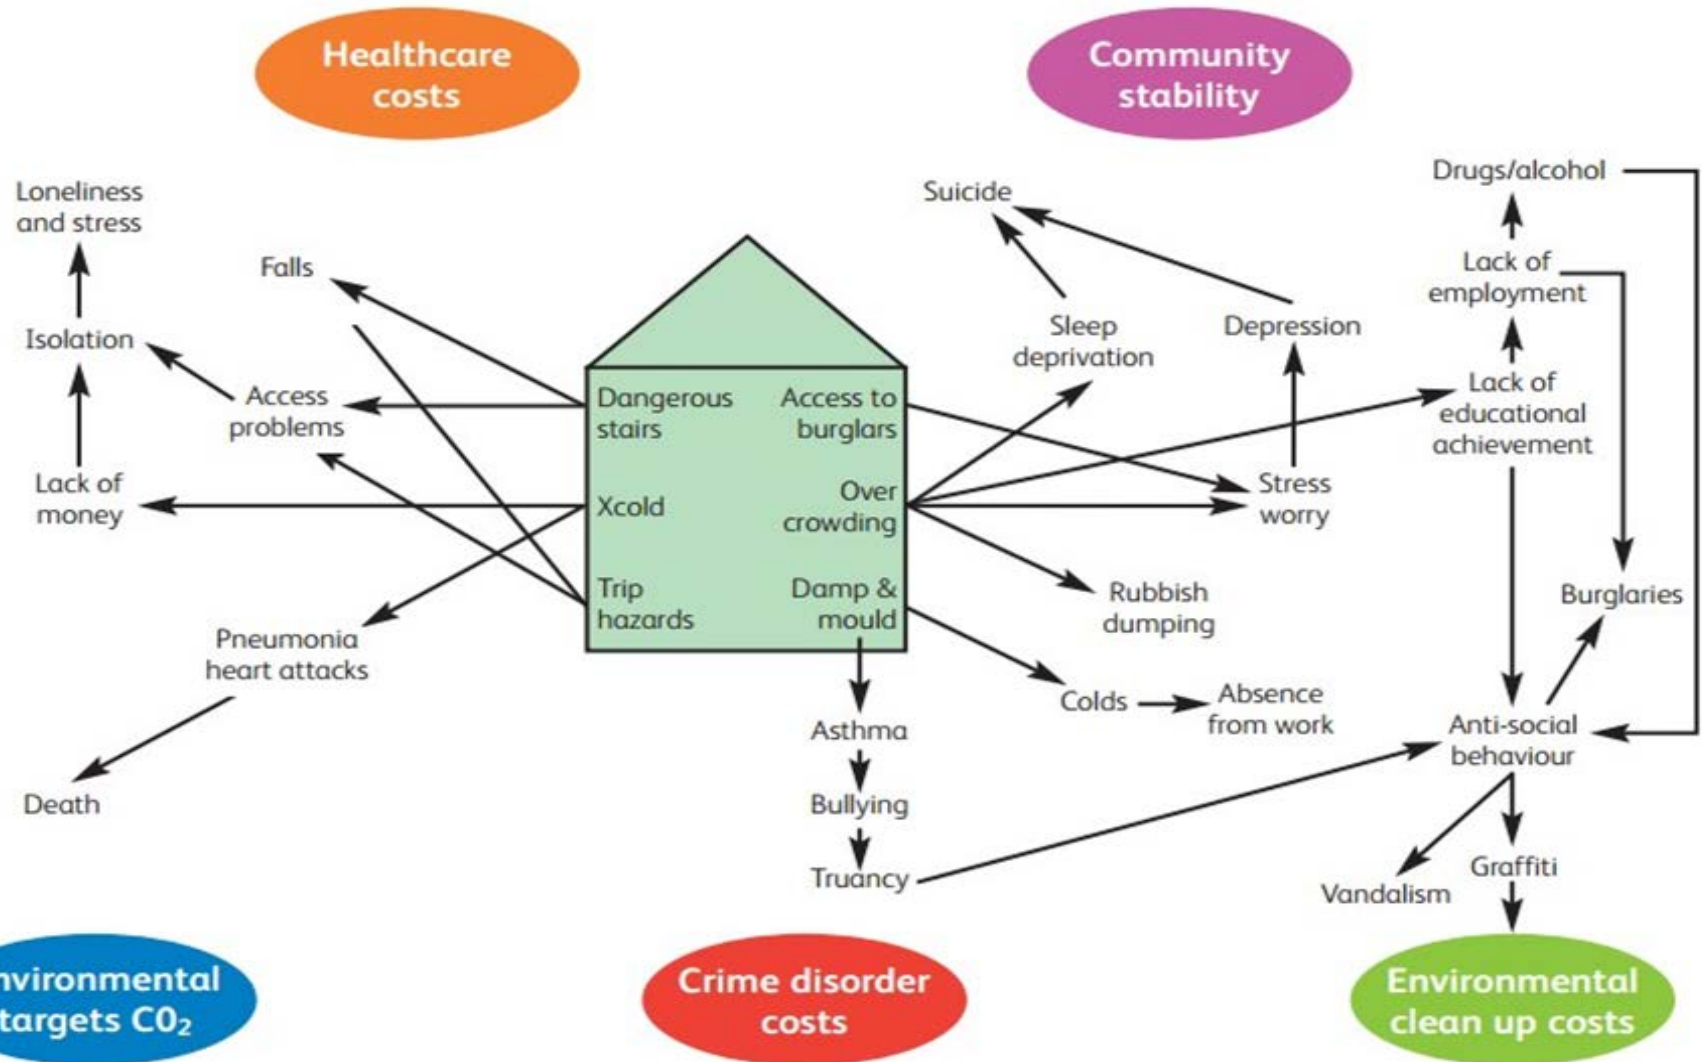 Healthcare
costs
Community
stability
Loneliness
and stress
Falls
Isolation
Access
problems
Lack of
money
Pneumonia
heart attacks
Death
Dangerous
stairs
Xcold
Trip
hazards
Access to
burglars
Over
crowding
Damp &
mould
Asthma
Bullying
Truancy
Suicide
Sleep
deprivation
Depression
Stress
worry
Rubbish
dumping
Colds
Absence
from work
Drugs/alcohol
Lack of
employment
Lack of
educational
achievement
Burglaries
Anti-social
behaviour
Vandalism
Graffiti
nvironmental
targets C0₂
Crime disorder
costs
Environmental
clean up costs